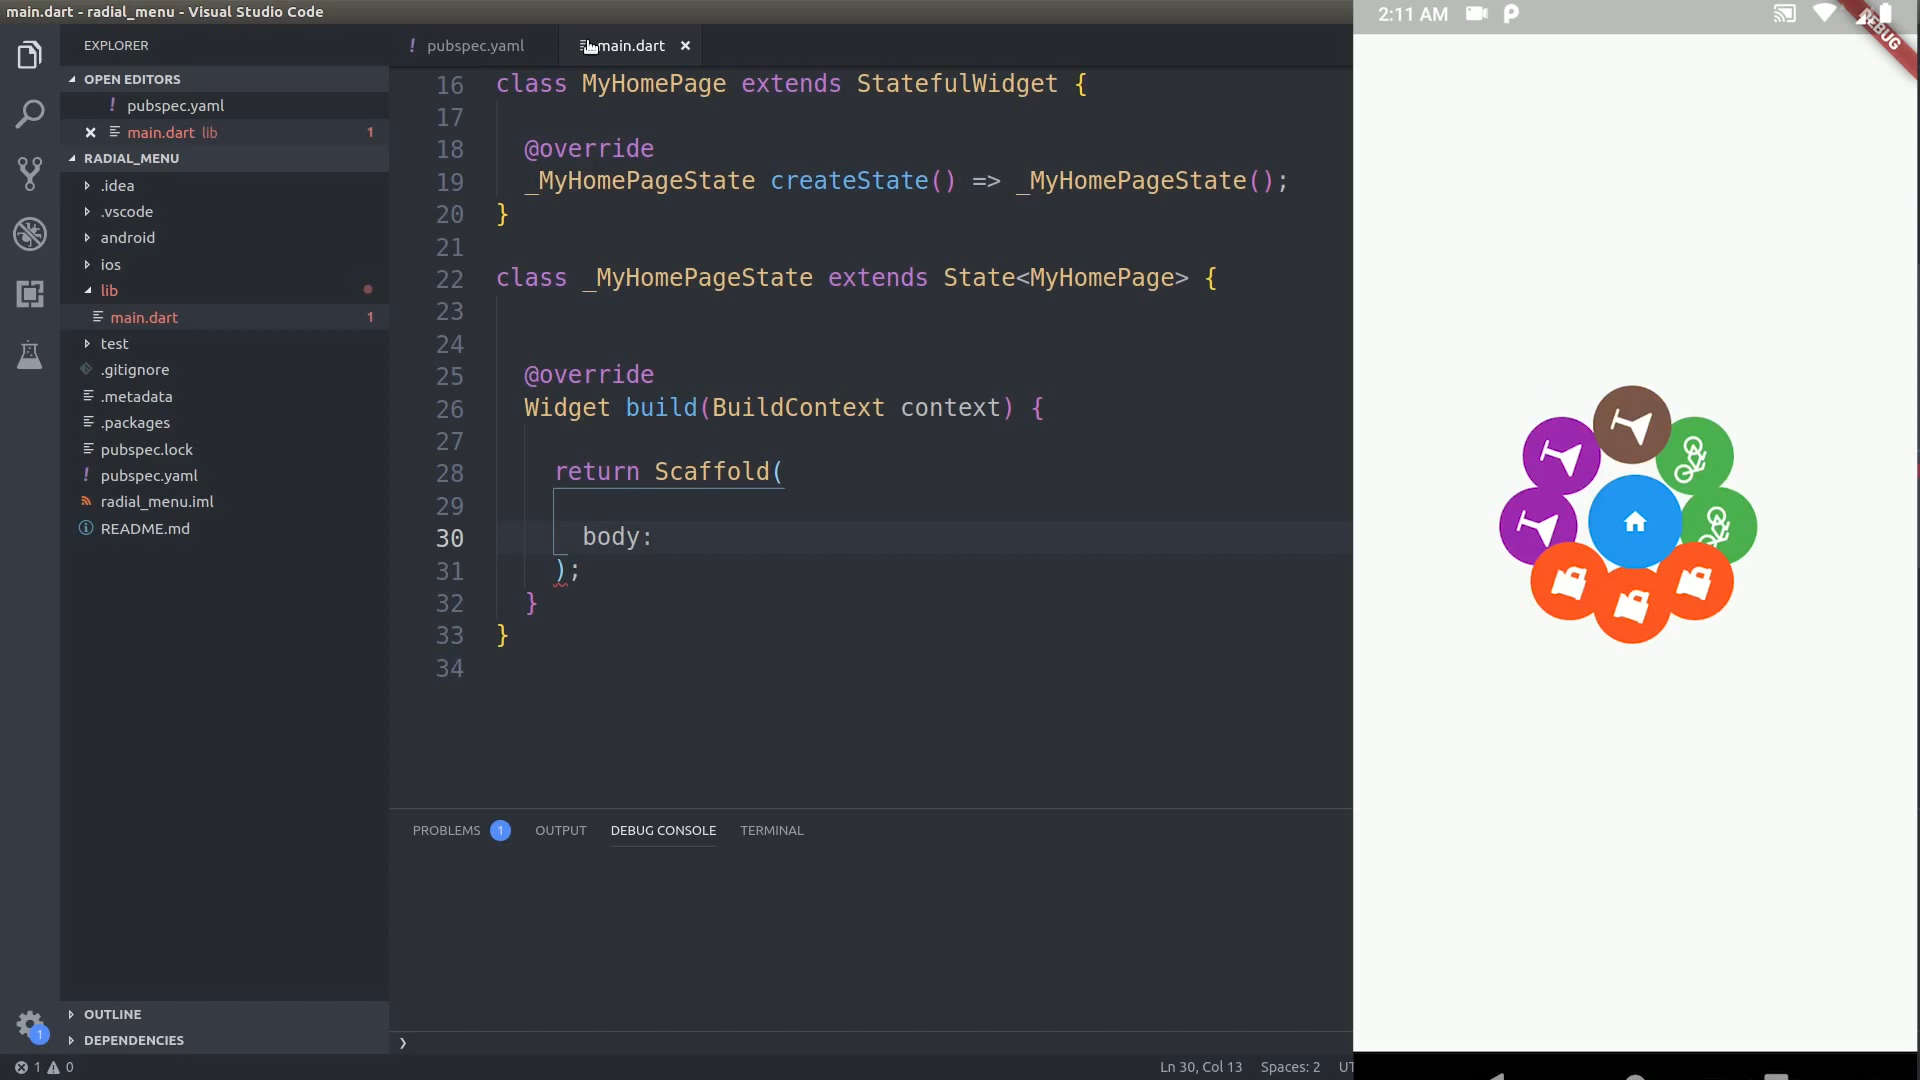 main.dart - radial_menu - Visual Studio Code
EXPLORER
OPEN EDITORS
! pubspec.yaml
main.dart lib 1
RADIAL_MENU
.idea
.vscode
android
ios
lib
main.dart 1
test
.gitignore
.metadata
.packages
pubspec.lock
! pubspec.yaml
radial_menu.iml
README.md
OUTLINE
DEPENDENCIES
1
! pubspec.yaml
main.dart
16 class MyHomePage extends StatefulWidget {
17
18 @override
19 _MyHomePageState createState() => _MyHomePageState();
20 }
21
22 class _MyHomePageState extends State<MyHomePage> {
23
24
25 @override
26 Widget build(BuildContext context) {
27
28 return Scaffold(
29
30 body:
31 );
32 }
33 }
34
PROBLEMS 1 OUTPUT DEBUG CONSOLE TERMINAL
1 0
Ln 30, Col 13 Spaces: 2 UT
2:11 AM
DEBUG